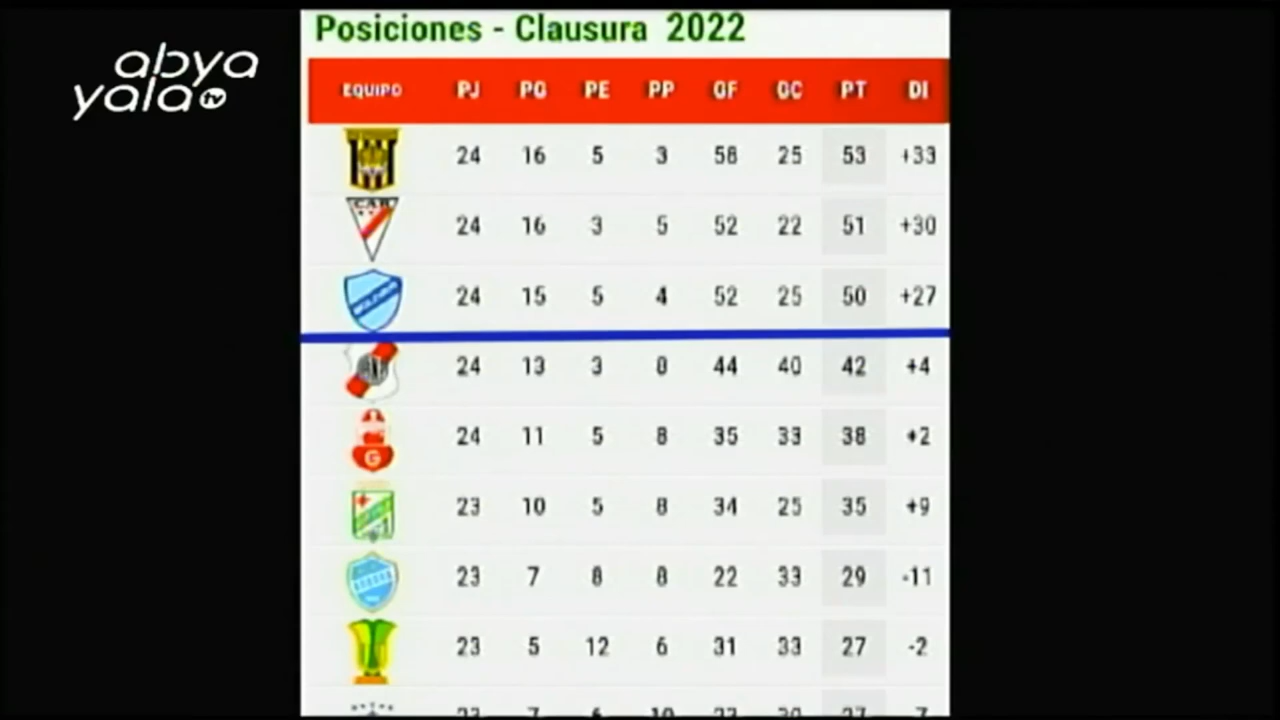 abya
yala tv
Posiciones - Clausura 2022
EQUIPO PJ PG PE PP GF GC PT DI
24 16 5 3 58 25 53 +33
24 16 3 5 52 22 51 +30
BOLIVAR 24 15 5 4 52 25 50 +27
24 13 3 8 44 40 42 +4
G 24 11 5 8 35 33 38 +2
23 10 5 8 34 25 35 +9
AURORA 23 7 8 8 22 33 29 -11
23 5 12 6 31 33 27 -2